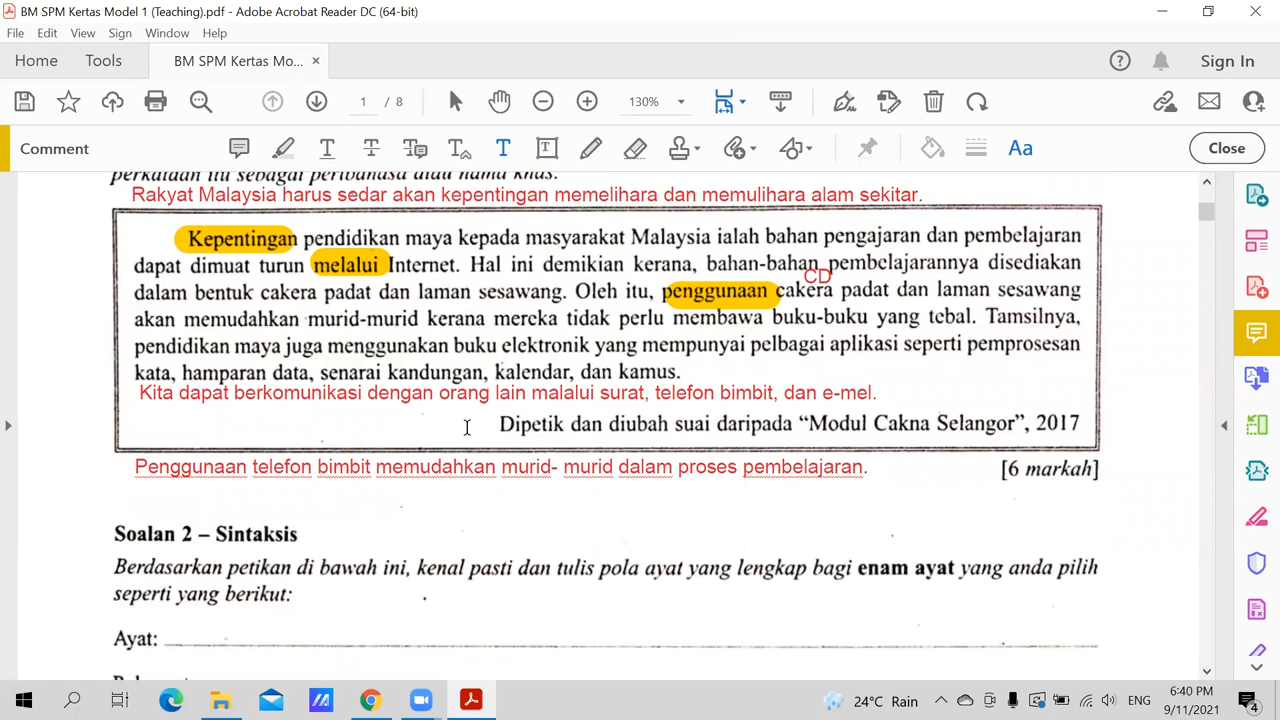 BM SPM Kertas Model 1 (Teaching).pdf - Adobe Acrobat Reader DC (64-bit)
File Edit View Sign Window Help
Home Tools BM SPM Kertas Mo... × Sign In
1 / 8 130%
Comment Close
perkataan itu sebagai peribahasa atau nama khas.
Rakyat Malaysia harus sedar akan kepentingan memelihara dan memulihara alam sekitar.
Kepentingan pendidikan maya kepada masyarakat Malaysia ialah bahan pengajaran dan pembelajaran
dapat dimuat turun melalui Internet. Hal ini demikian kerana, bahan-bahan pembelajarannya disediakan
CD
dalam bentuk cakera padat dan laman sesawang. Oleh itu, penggunaan cakera padat dan laman sesawang
akan memudahkan murid-murid kerana mereka tidak perlu membawa buku-buku yang tebal. Tamsilnya,
pendidikan maya juga menggunakan buku elektronik yang mempunyai pelbagai aplikasi seperti pemprosesan
kata, hamparan data, senarai kandungan, kalendar, dan kamus.
Kita dapat berkomunikasi dengan orang lain malalui surat, telefon bimbit, dan e-mel.
Dipetik dan diubah suai daripada “Modul Cakna Selangor”, 2017
Penggunaan telefon bimbit memudahkan murid- murid dalam proses pembelajaran.
[6 markah]
Soalan 2 – Sintaksis
Berdasarkan petikan di bawah ini, kenal pasti dan tulis pola ayat yang lengkap bagi enam ayat yang anda pilih
seperti yang berikut:
Ayat:
24°C Rain ENG 6:40 PM
9/11/2021 4